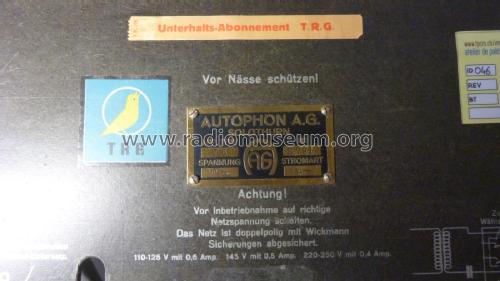 Unterhalts-Abonnement T.R.G.
Vor Nässe schützen!
ID 046
REV
BT
T R G
AUTOPHON A.G.
SOLOTHURN
SPANNUNG
AG
STROMART
www.radiomuseum.org
Achtung!
Vor Inbetriebnahme auf richtige
Netzspannung schalten.
Das Netz ist doppelpolig mit Wickmann
Sicherungen abgesichert.
110-125 V mit 0,6 Amp. 145 V mit 0,5 Amp. 220-250 V mit 0,4 Amp.